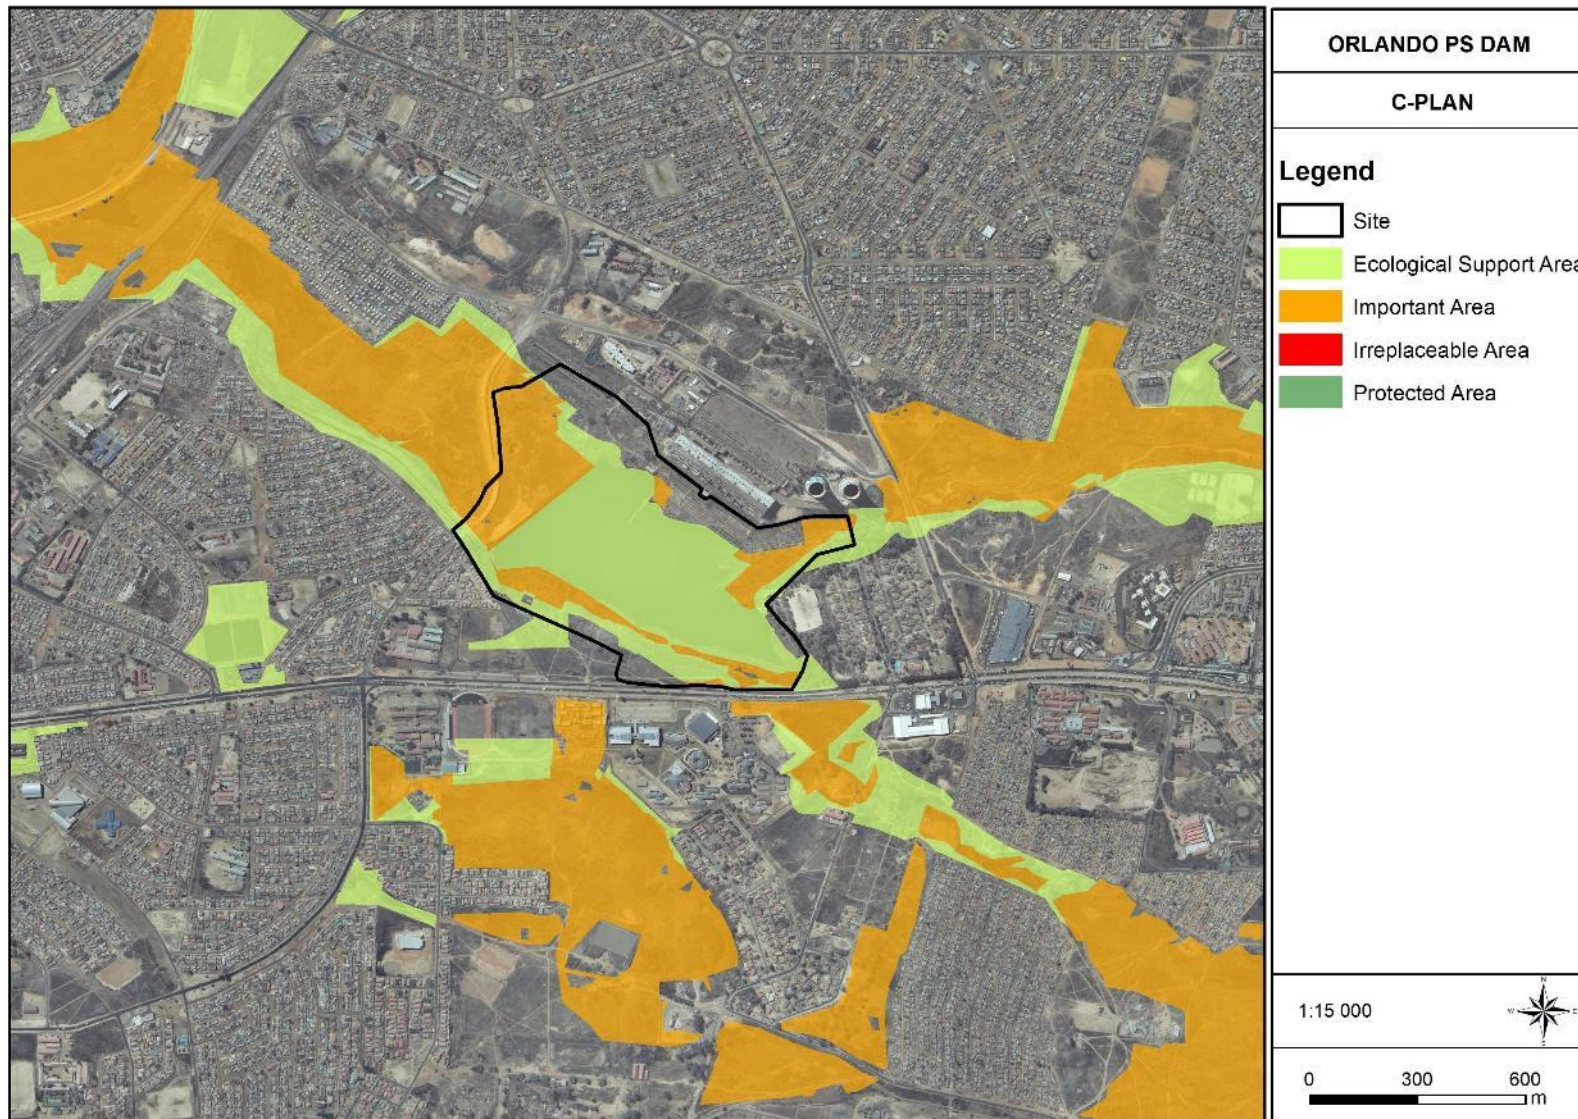 ORLANDO PS DAM
C-PLAN
Legend
Site
Ecological Support Area
Important Area
Irreplaceable Area
Protected Area
1:15 000
N
W
E
S
0 300 600
m